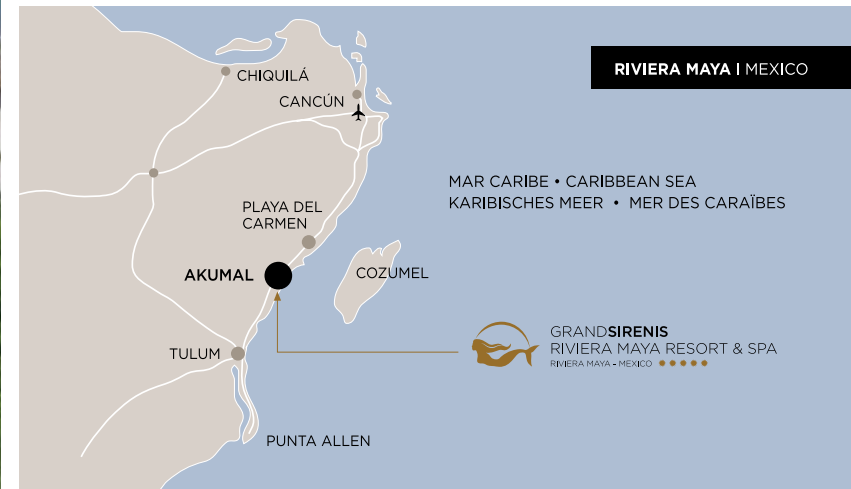 RIVIERA MAYA I MEXICO
CHIQUILÁ
CANCÚN
MAR CARIBE • CARIBBEAN SEA
KARIBISCHES MEER • MER DES CARAÏBES
PLAYA DEL
CARMEN
AKUMAL
COZUMEL
GRANDSIRENIS
RIVIERA MAYA RESORT & SPA
RIVIERA MAYA - MEXICO
TULUM
PUNTA ALLEN